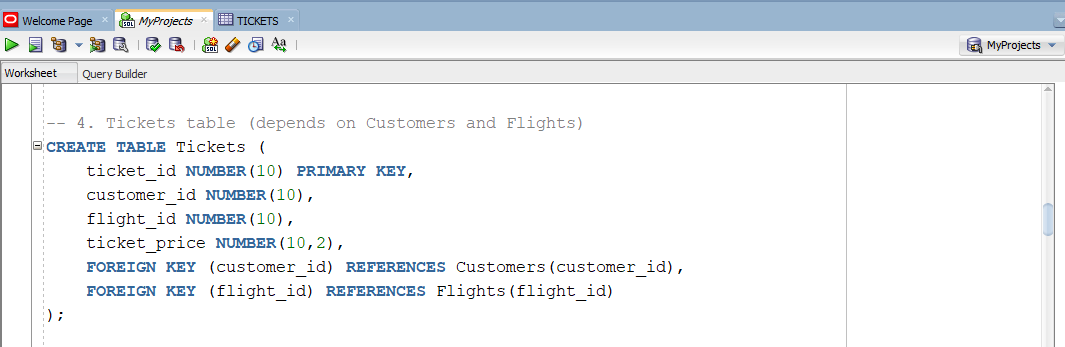 Welcome Page MyProjects TICKETS
MyProjects
Worksheet Query Builder
-- 4. Tickets table (depends on Customers and Flights)
CREATE TABLE Tickets (
    ticket_id NUMBER(10) PRIMARY KEY,
    customer_id NUMBER(10),
    flight_id NUMBER(10),
    ticket_price NUMBER(10,2),
    FOREIGN KEY (customer_id) REFERENCES Customers(customer_id),
    FOREIGN KEY (flight_id) REFERENCES Flights(flight_id)
);